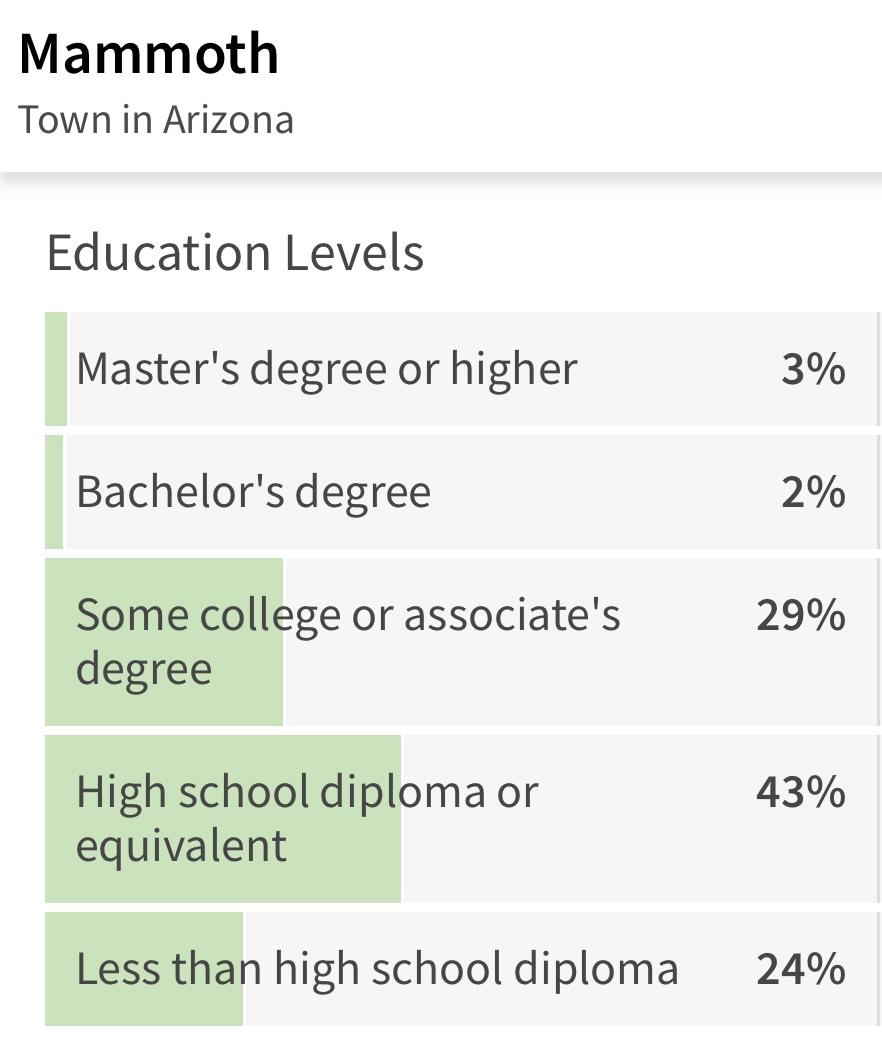 Mammoth
Town in Arizona
Education Levels
Master's degree or higher 3%
Bachelor's degree 2%
Some college or associate's 29%
degree
High school diploma or 43%
equivalent
Less than high school diploma 24%